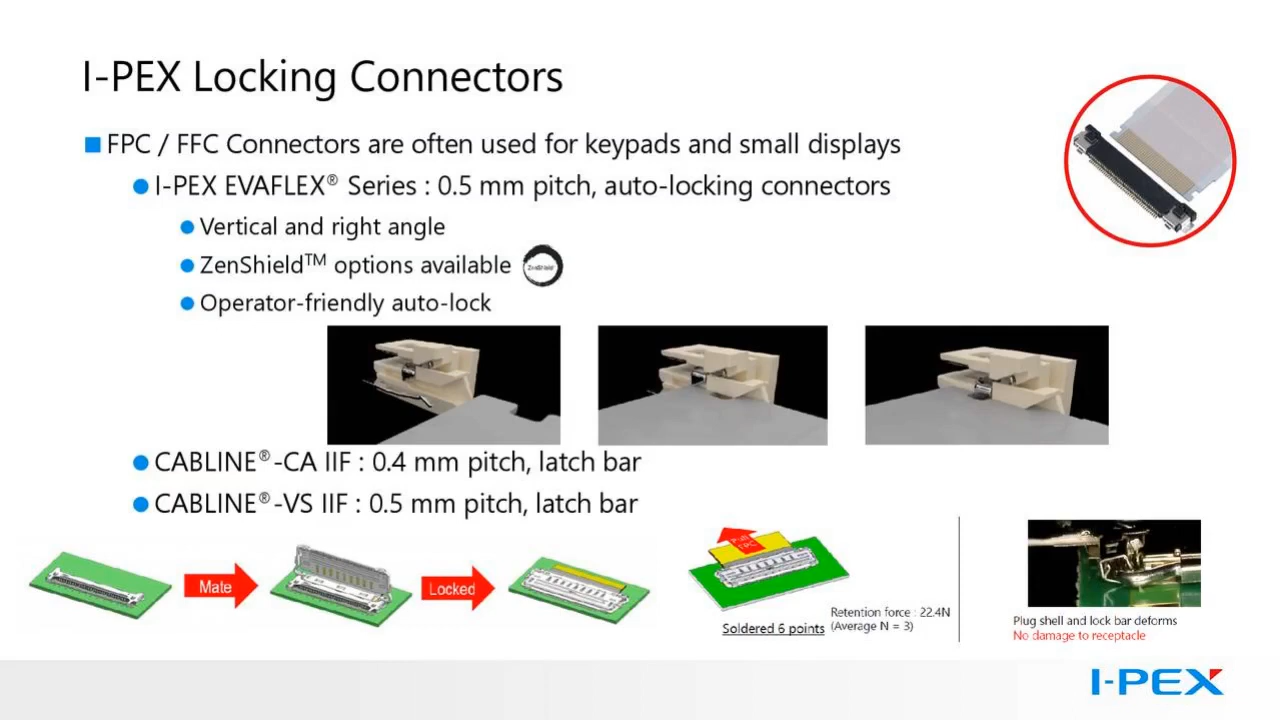 I-PEX Locking Connectors
FPC / FFC Connectors are often used for keypads and small displays
I-PEX EVAFLEX® Series : 0.5 mm pitch, auto-locking connectors
Vertical and right angle
ZenShield™ options available
ZenShield
Operator-friendly auto-lock
CABLINE®-CA IIF : 0.4 mm pitch, latch bar
CABLINE®-VS IIF : 0.5 mm pitch, latch bar
Mate
Locked
Pull
FPC
Soldered 6 points
Retention force : 22.4N
(Average N = 3)
Plug shell and lock bar deforms
No damage to receptacle
I-PEX